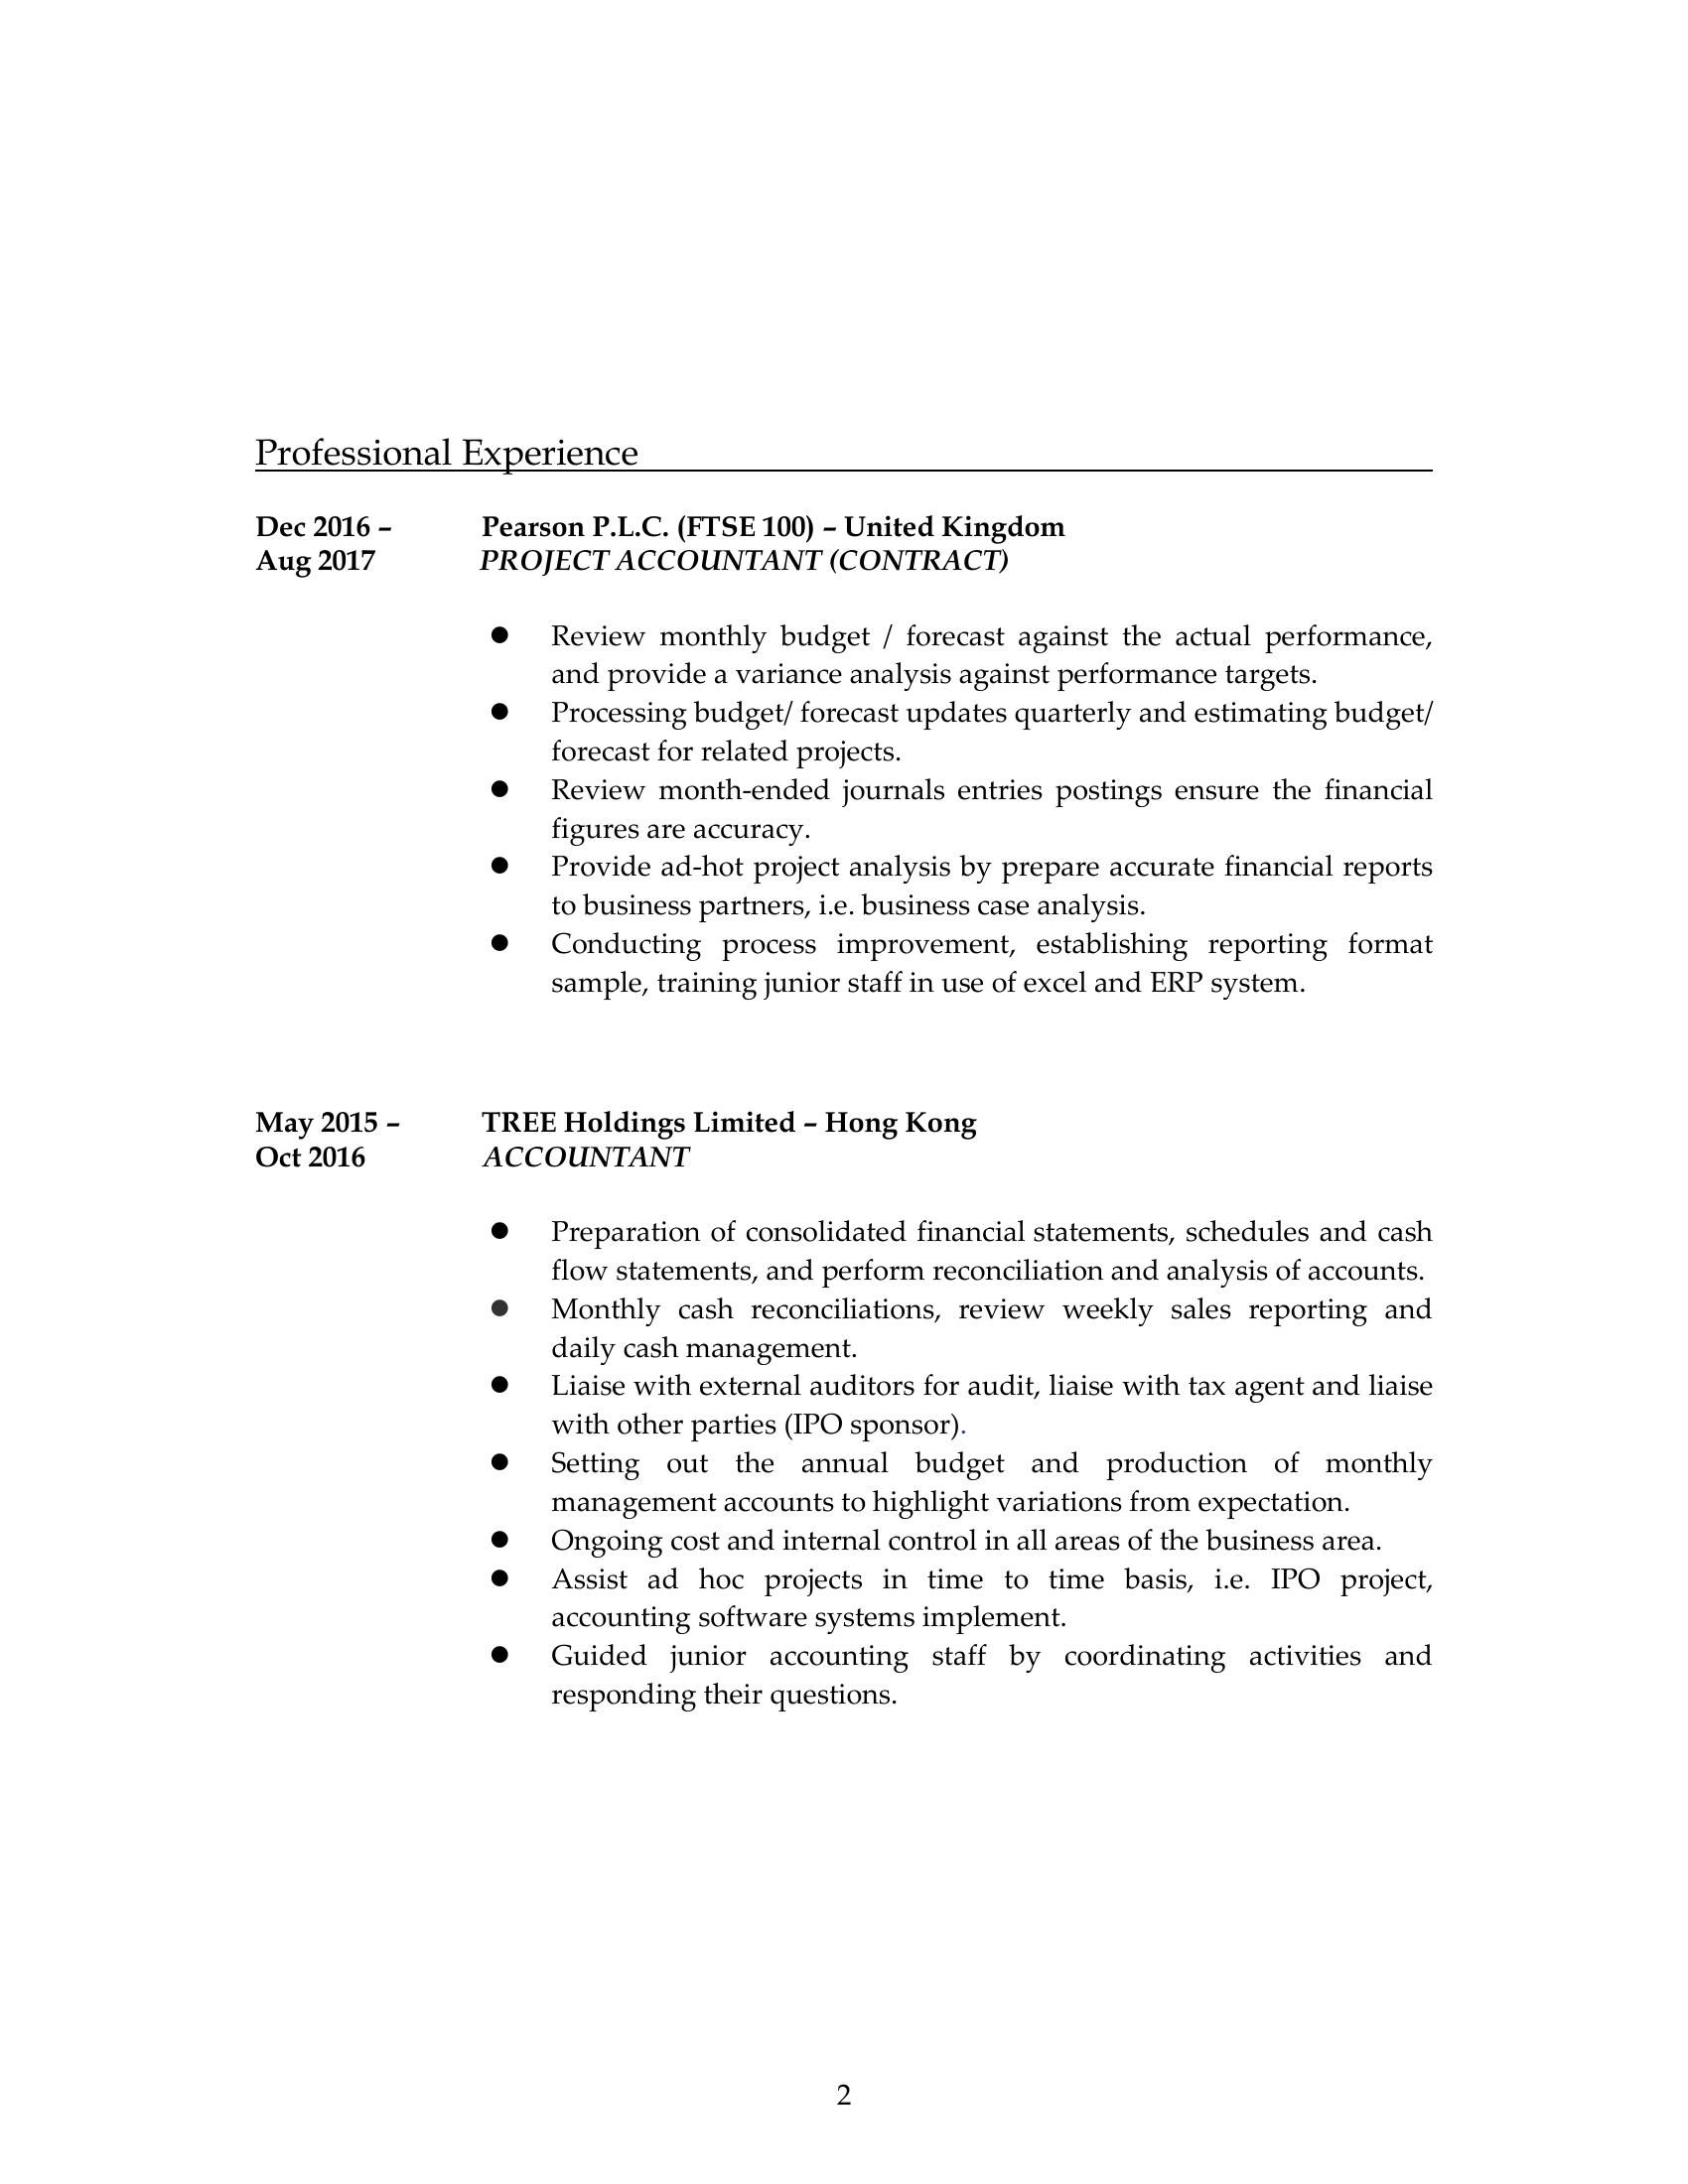 Professional Experience
Dec 2016 – Pearson P.L.C. (FTSE 100) – United Kingdom
Aug 2017 PROJECT ACCOUNTANT (CONTRACT)
● Review monthly budget / forecast against the actual performance,
and provide a variance analysis against performance targets.
● Processing budget/ forecast updates quarterly and estimating budget/
forecast for related projects.
● Review month-ended journals entries postings ensure the financial
figures are accuracy.
● Provide ad-hot project analysis by prepare accurate financial reports
to business partners, i.e. business case analysis.
● Conducting process improvement, establishing reporting format
sample, training junior staff in use of excel and ERP system.
May 2015 – TREE Holdings Limited – Hong Kong
Oct 2016 ACCOUNTANT
● Preparation of consolidated financial statements, schedules and cash
flow statements, and perform reconciliation and analysis of accounts.
● Monthly cash reconciliations, review weekly sales reporting and
daily cash management.
● Liaise with external auditors for audit, liaise with tax agent and liaise
with other parties (IPO sponsor).
● Setting out the annual budget and production of monthly
management accounts to highlight variations from expectation.
● Ongoing cost and internal control in all areas of the business area.
● Assist ad hoc projects in time to time basis, i.e. IPO project,
accounting software systems implement.
● Guided junior accounting staff by coordinating activities and
responding their questions.
2